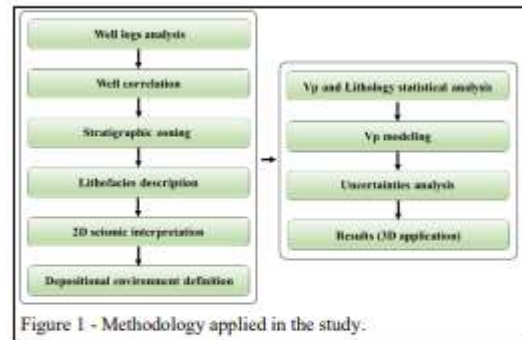 Well logs analysis
Well correlation
Stratigraphic zoning
Lithofacies description
2D seismic interpretation
Depositional environment definition
Vp and Lithology statistical analysis
Vp modeling
Uncertainties analysis
Results (3D application)
Figure 1 - Methodology applied in the study.